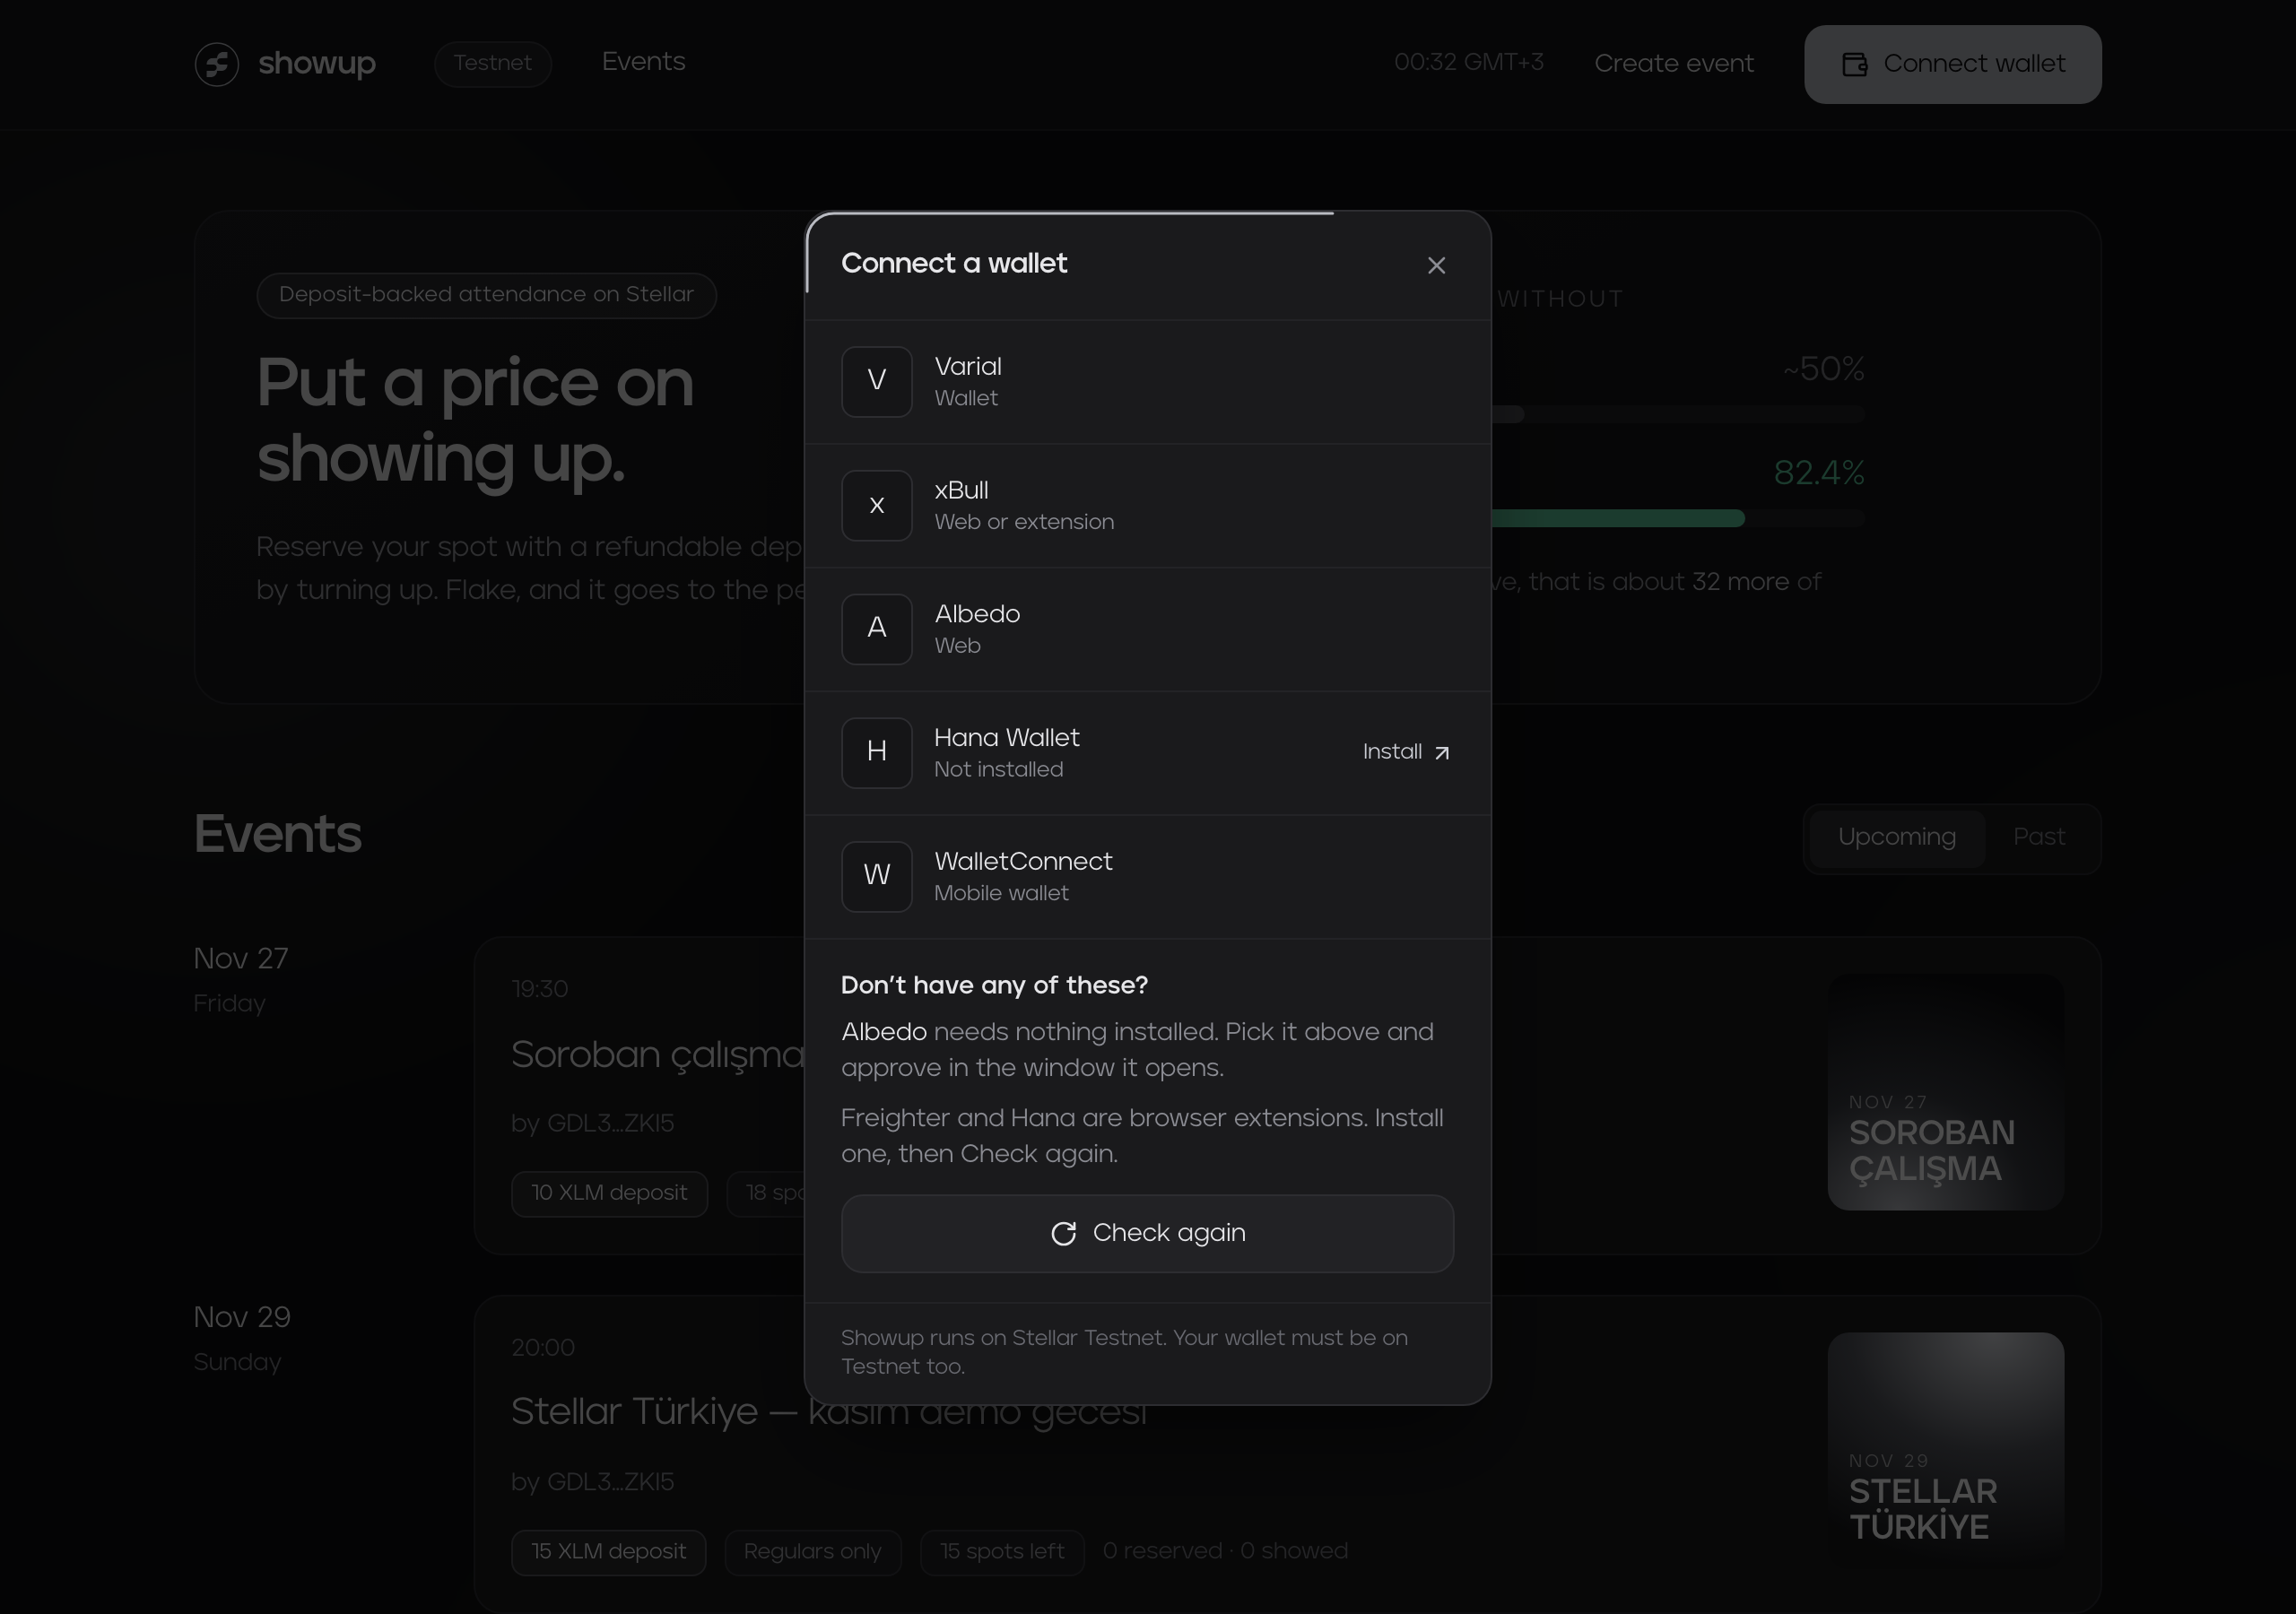 showup
Testnet
Events
00:32 GMT+3
Create event
Connect wallet
Deposit-backed attendance on Stellar
Put a price on
showing up.
Reserve your spot with a refundable dep
by turning up. Flake, and it goes to the pe
WITHOUT
~50%
82.4%
that is about 32 more of
Connect a wallet
V
Varial
Wallet
x
xBull
Web or extension
A
Albedo
Web
H
Hana Wallet
Not installed
Install
W
WalletConnect
Mobile wallet
Don't have any of these?
Albedo needs nothing installed. Pick it above and
approve in the window it opens.
Freighter and Hana are browser extensions. Install
one, then Check again.
Check again
Showup runs on Stellar Testnet. Your wallet must be on
Testnet too.
Events
Upcoming
Past
Nov 27
Friday
19:30
Soroban çalışma
by GDL3…ZKI5
10 XLM deposit
18 spo
NOV 27
SOROBAN
ÇALIŞMA
Nov 29
Sunday
20:00
Stellar Türkiye — kasım demo gecesi
by GDL3…ZKI5
15 XLM deposit
Regulars only
15 spots left
0 reserved · 0 showed
NOV 29
STELLAR
TÜRKİYE